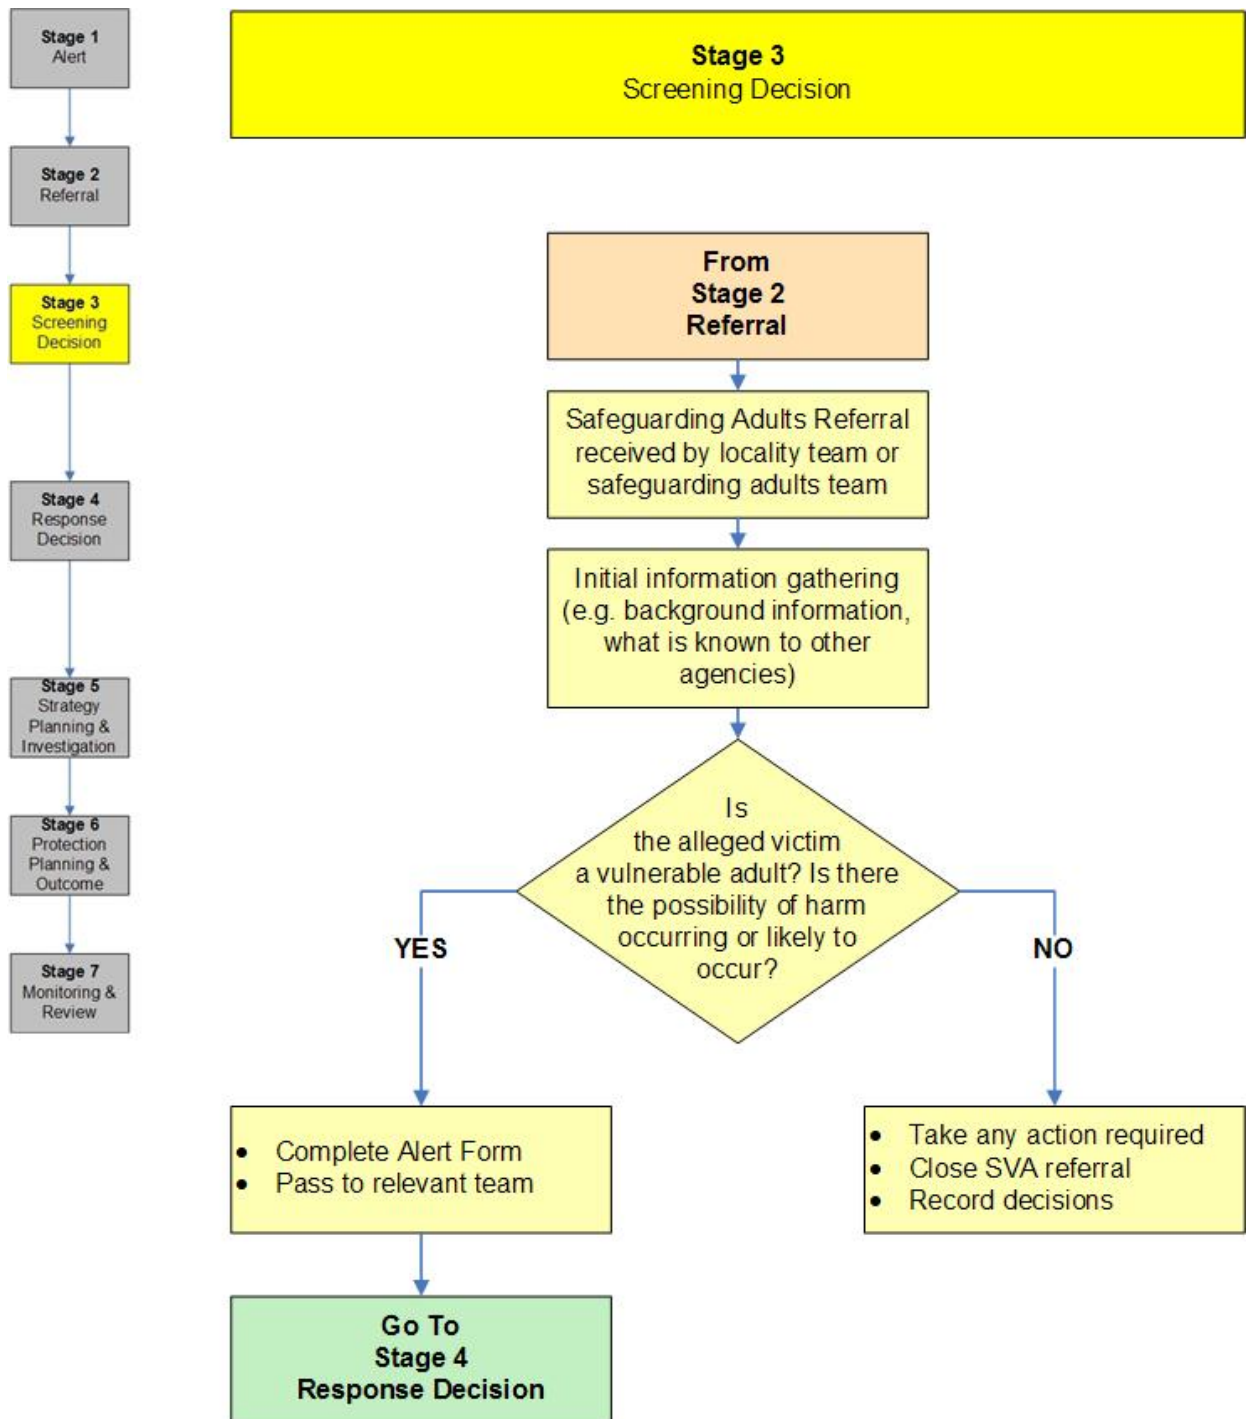 Stage 1
Alert
Stage 2
Referral
Stage 3
Screening
Decision
Stage 4
Response
Decision
Stage 5
Strategy
Planning &
Investigation
Stage 6
Protection
Planning &
Outcome
Stage 7
Monitoring &
Review
Stage 3
Screening Decision
From
Stage 2
Referral
Safeguarding Adults Referral
received by locality team or
safeguarding adults team
Initial information gathering
(e.g. background information,
what is known to other
agencies)
Is
the alleged victim
a vulnerable adult? Is there
the possibility of harm
occurring or likely to
occur?
YES
NO
• Complete Alert Form
• Pass to relevant team
• Take any action required
• Close SVA referral
• Record decisions
Go To
Stage 4
Response Decision